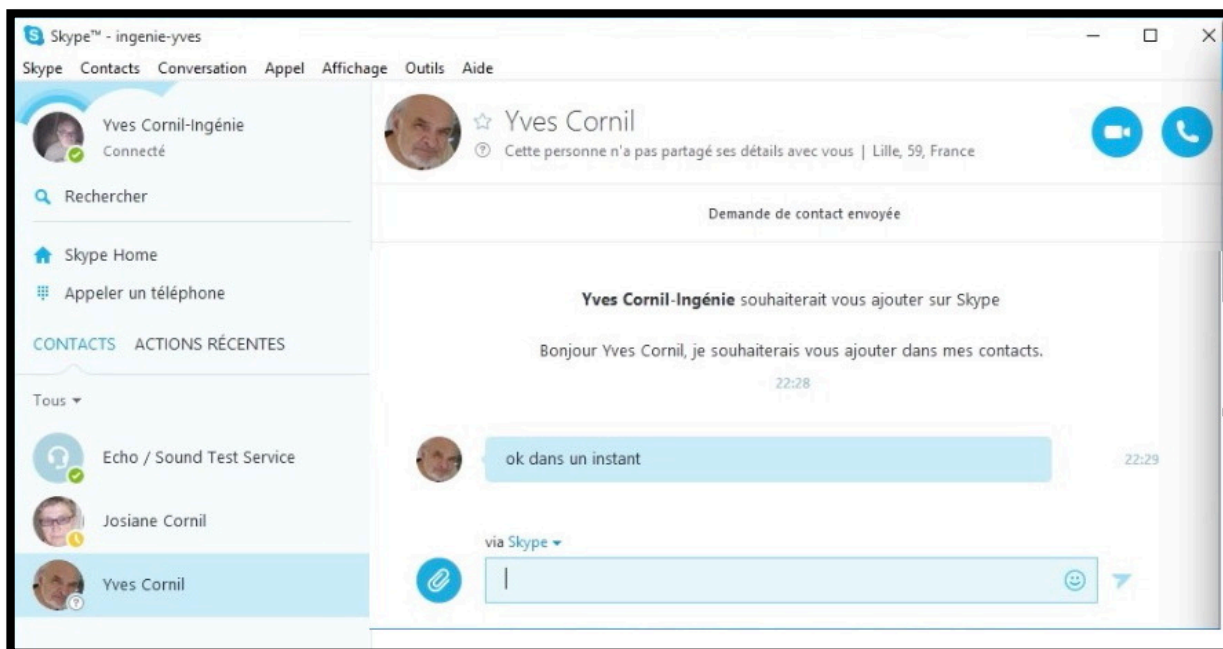 Skype™ - ingenie-yves
Skype Contacts Conversation Appel Affichage Outils Aide
Yves Cornil-Ingénie
Connecté
Rechercher
Skype Home
Appeler un téléphone
CONTACTS ACTIONS RÉCENTES
Tous
Echo / Sound Test Service
Josiane Cornil
Yves Cornil
Yves Cornil
Cette personne n'a pas partagé ses détails avec vous | Lille, 59, France
Demande de contact envoyée
Yves Cornil-Ingénie souhaiterait vous ajouter sur Skype
Bonjour Yves Cornil, je souhaiterais vous ajouter dans mes contacts.
22:28
ok dans un instant 22:29
via Skype